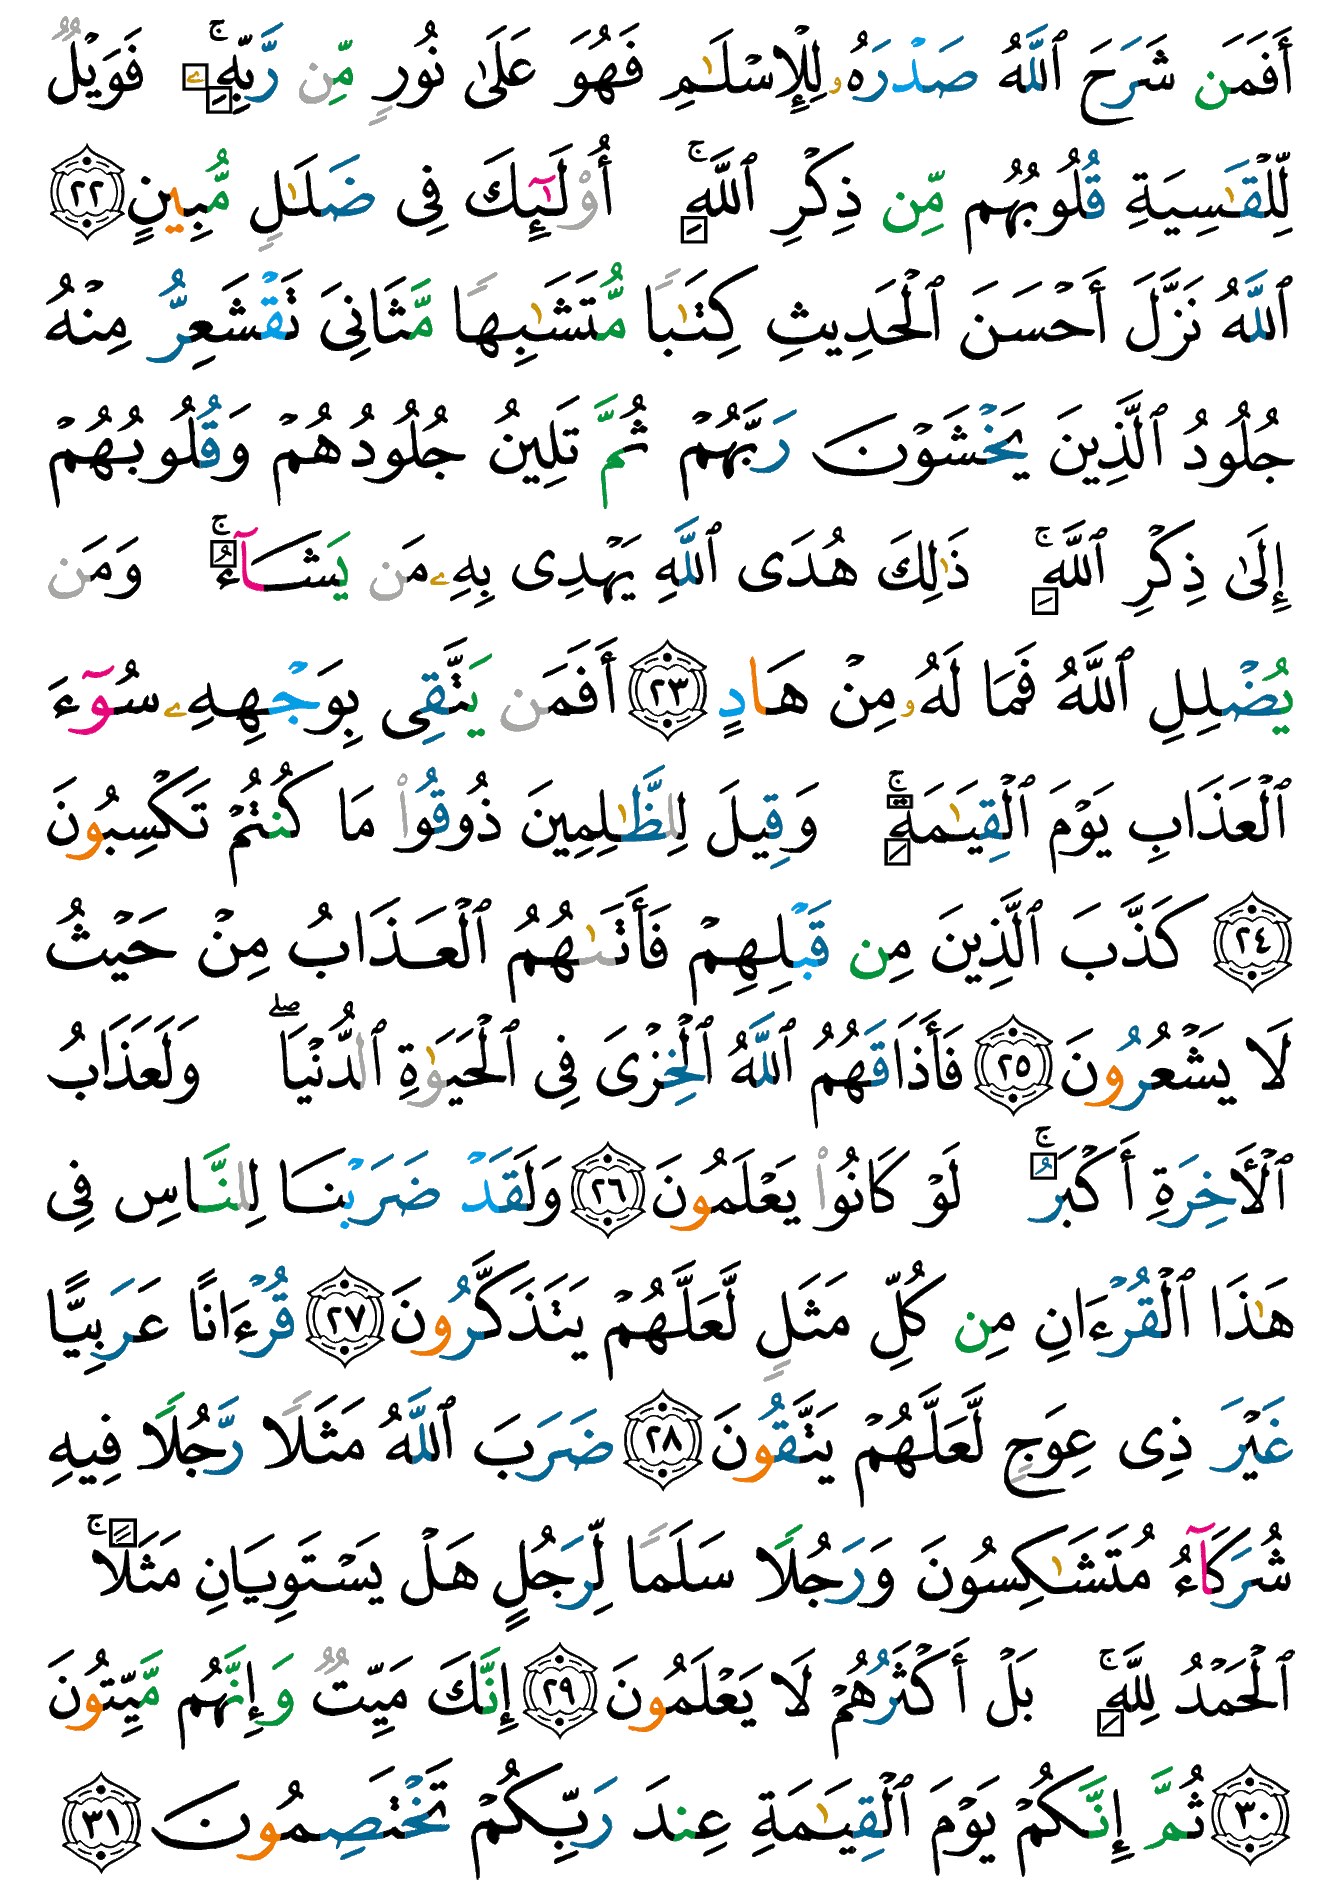 أَفَمَن شَرَحَ ٱللَّهُ صَدْرَهُۥ لِلْإِسْلَـٰمِ فَهُوَ عَلَىٰ نُورٍ مِّن رَّبِّهِۦ ۚ فَوَيْلٌ
لِّلْقَـٰسِيَةِ قُلُوبُهُم مِّن ذِكْرِ ٱللَّهِ ۚ أُو۟لَـٰٓئِكَ فِى ضَلَـٰلٍ مُّبِينٍ ٢٢
ٱللَّهُ نَزَّلَ أَحْسَنَ ٱلْحَدِيثِ كِتَـٰبًا مُّتَشَـٰبِهًا مَّثَانِىَ تَقْشَعِرُّ مِنْهُ
جُلُودُ ٱلَّذِينَ يَخْشَوْنَ رَبَّهُمْ ثُمَّ تَلِينُ جُلُودُهُمْ وَقُلُوبُهُمْ
إِلَىٰ ذِكْرِ ٱللَّهِ ۚ ذَٰلِكَ هُدَى ٱللَّهِ يَهْدِى بِهِۦ مَن يَشَآءُ ۚ وَمَن
يُضْلِلِ ٱللَّهُ فَمَا لَهُۥ مِنْ هَادٍ ٢٣ أَفَمَن يَتَّقِى بِوَجْهِهِۦ سُوٓءَ
ٱلْعَذَابِ يَوْمَ ٱلْقِيَـٰمَةِ ۚ وَقِيلَ لِلظَّـٰلِمِينَ ذُوقُوا۟ مَا كُنتُمْ تَكْسِبُونَ
٢٤ كَذَّبَ ٱلَّذِينَ مِن قَبْلِهِمْ فَأَتَىٰهُمُ ٱلْعَذَابُ مِنْ حَيْثُ
لَا يَشْعُرُونَ ٢٥ فَأَذَاقَهُمُ ٱللَّهُ ٱلْخِزْىَ فِى ٱلْحَيَوٰةِ ٱلدُّنْيَا ۖ وَلَعَذَابُ
ٱلْأَخِرَةِ أَكْبَرُ ۚ لَوْ كَانُوا۟ يَعْلَمُونَ ٢٦ وَلَقَدْ ضَرَبْنَا لِلنَّاسِ فِى
هَـٰذَا ٱلْقُرْءَانِ مِن كُلِّ مَثَلٍ لَّعَلَّهُمْ يَتَذَكَّرُونَ ٢٧ قُرْءَانًا عَرَبِيًّا
غَيْرَ ذِى عِوَجٍ لَّعَلَّهُمْ يَتَّقُونَ ٢٨ ضَرَبَ ٱللَّهُ مَثَلًا رَّجُلًا فِيهِ
شُرَكَآءُ مُتَشَـٰكِسُونَ وَرَجُلًا سَلَمًا لِّرَجُلٍ هَلْ يَسْتَوِيَانِ مَثَلًا ۚ
ٱلْحَمْدُ لِلَّهِ ۚ بَلْ أَكْثَرُهُمْ لَا يَعْلَمُونَ ٢٩ إِنَّكَ مَيِّتٌ وَإِنَّهُم مَّيِّتُونَ
٣٠ ثُمَّ إِنَّكُمْ يَوْمَ ٱلْقِيَـٰمَةِ عِندَ رَبِّكُمْ تَخْتَصِمُونَ ٣١